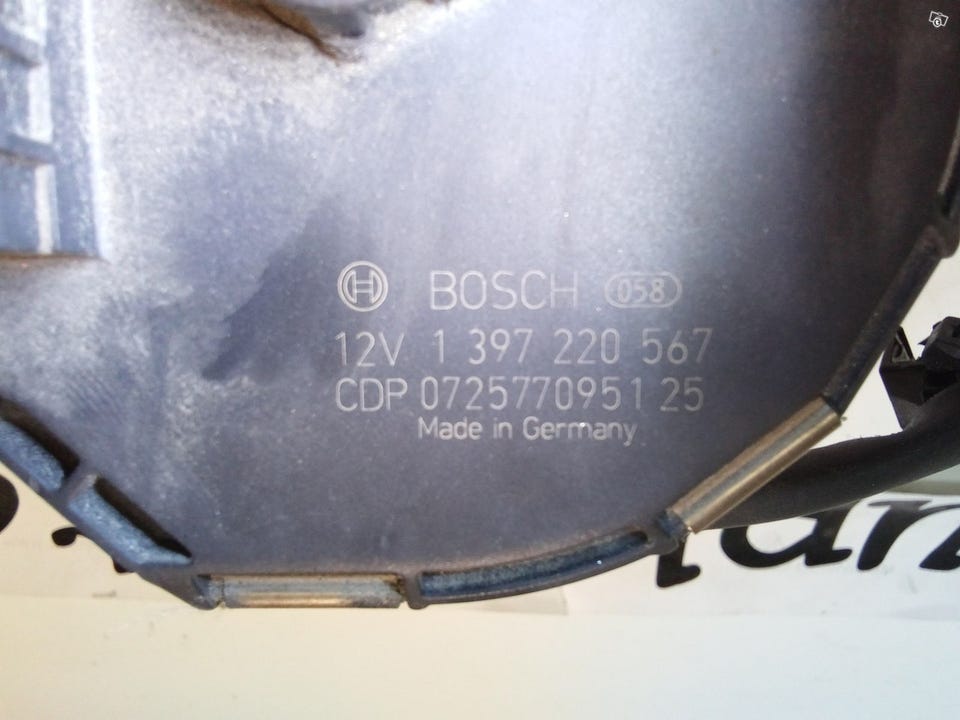 BOSCH 058
12V 1 397 220 567
CDP 0725770951 25
Made in Germany